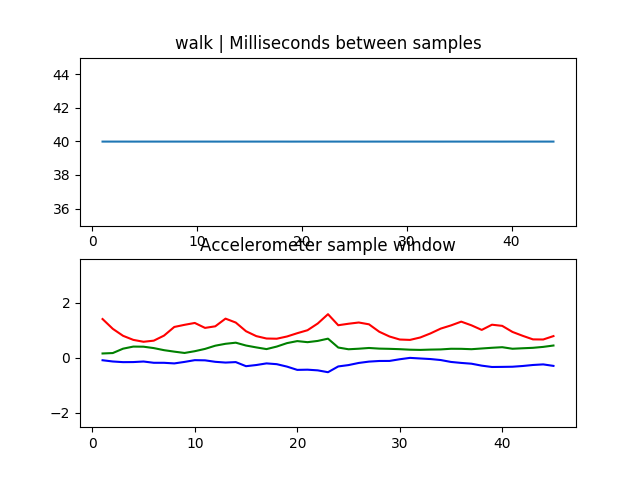 walk | Milliseconds between samples
44
42
40
38
36
0 10 20 30 40
Accelerometer sample window
2
0
−2
0 10 20 30 40